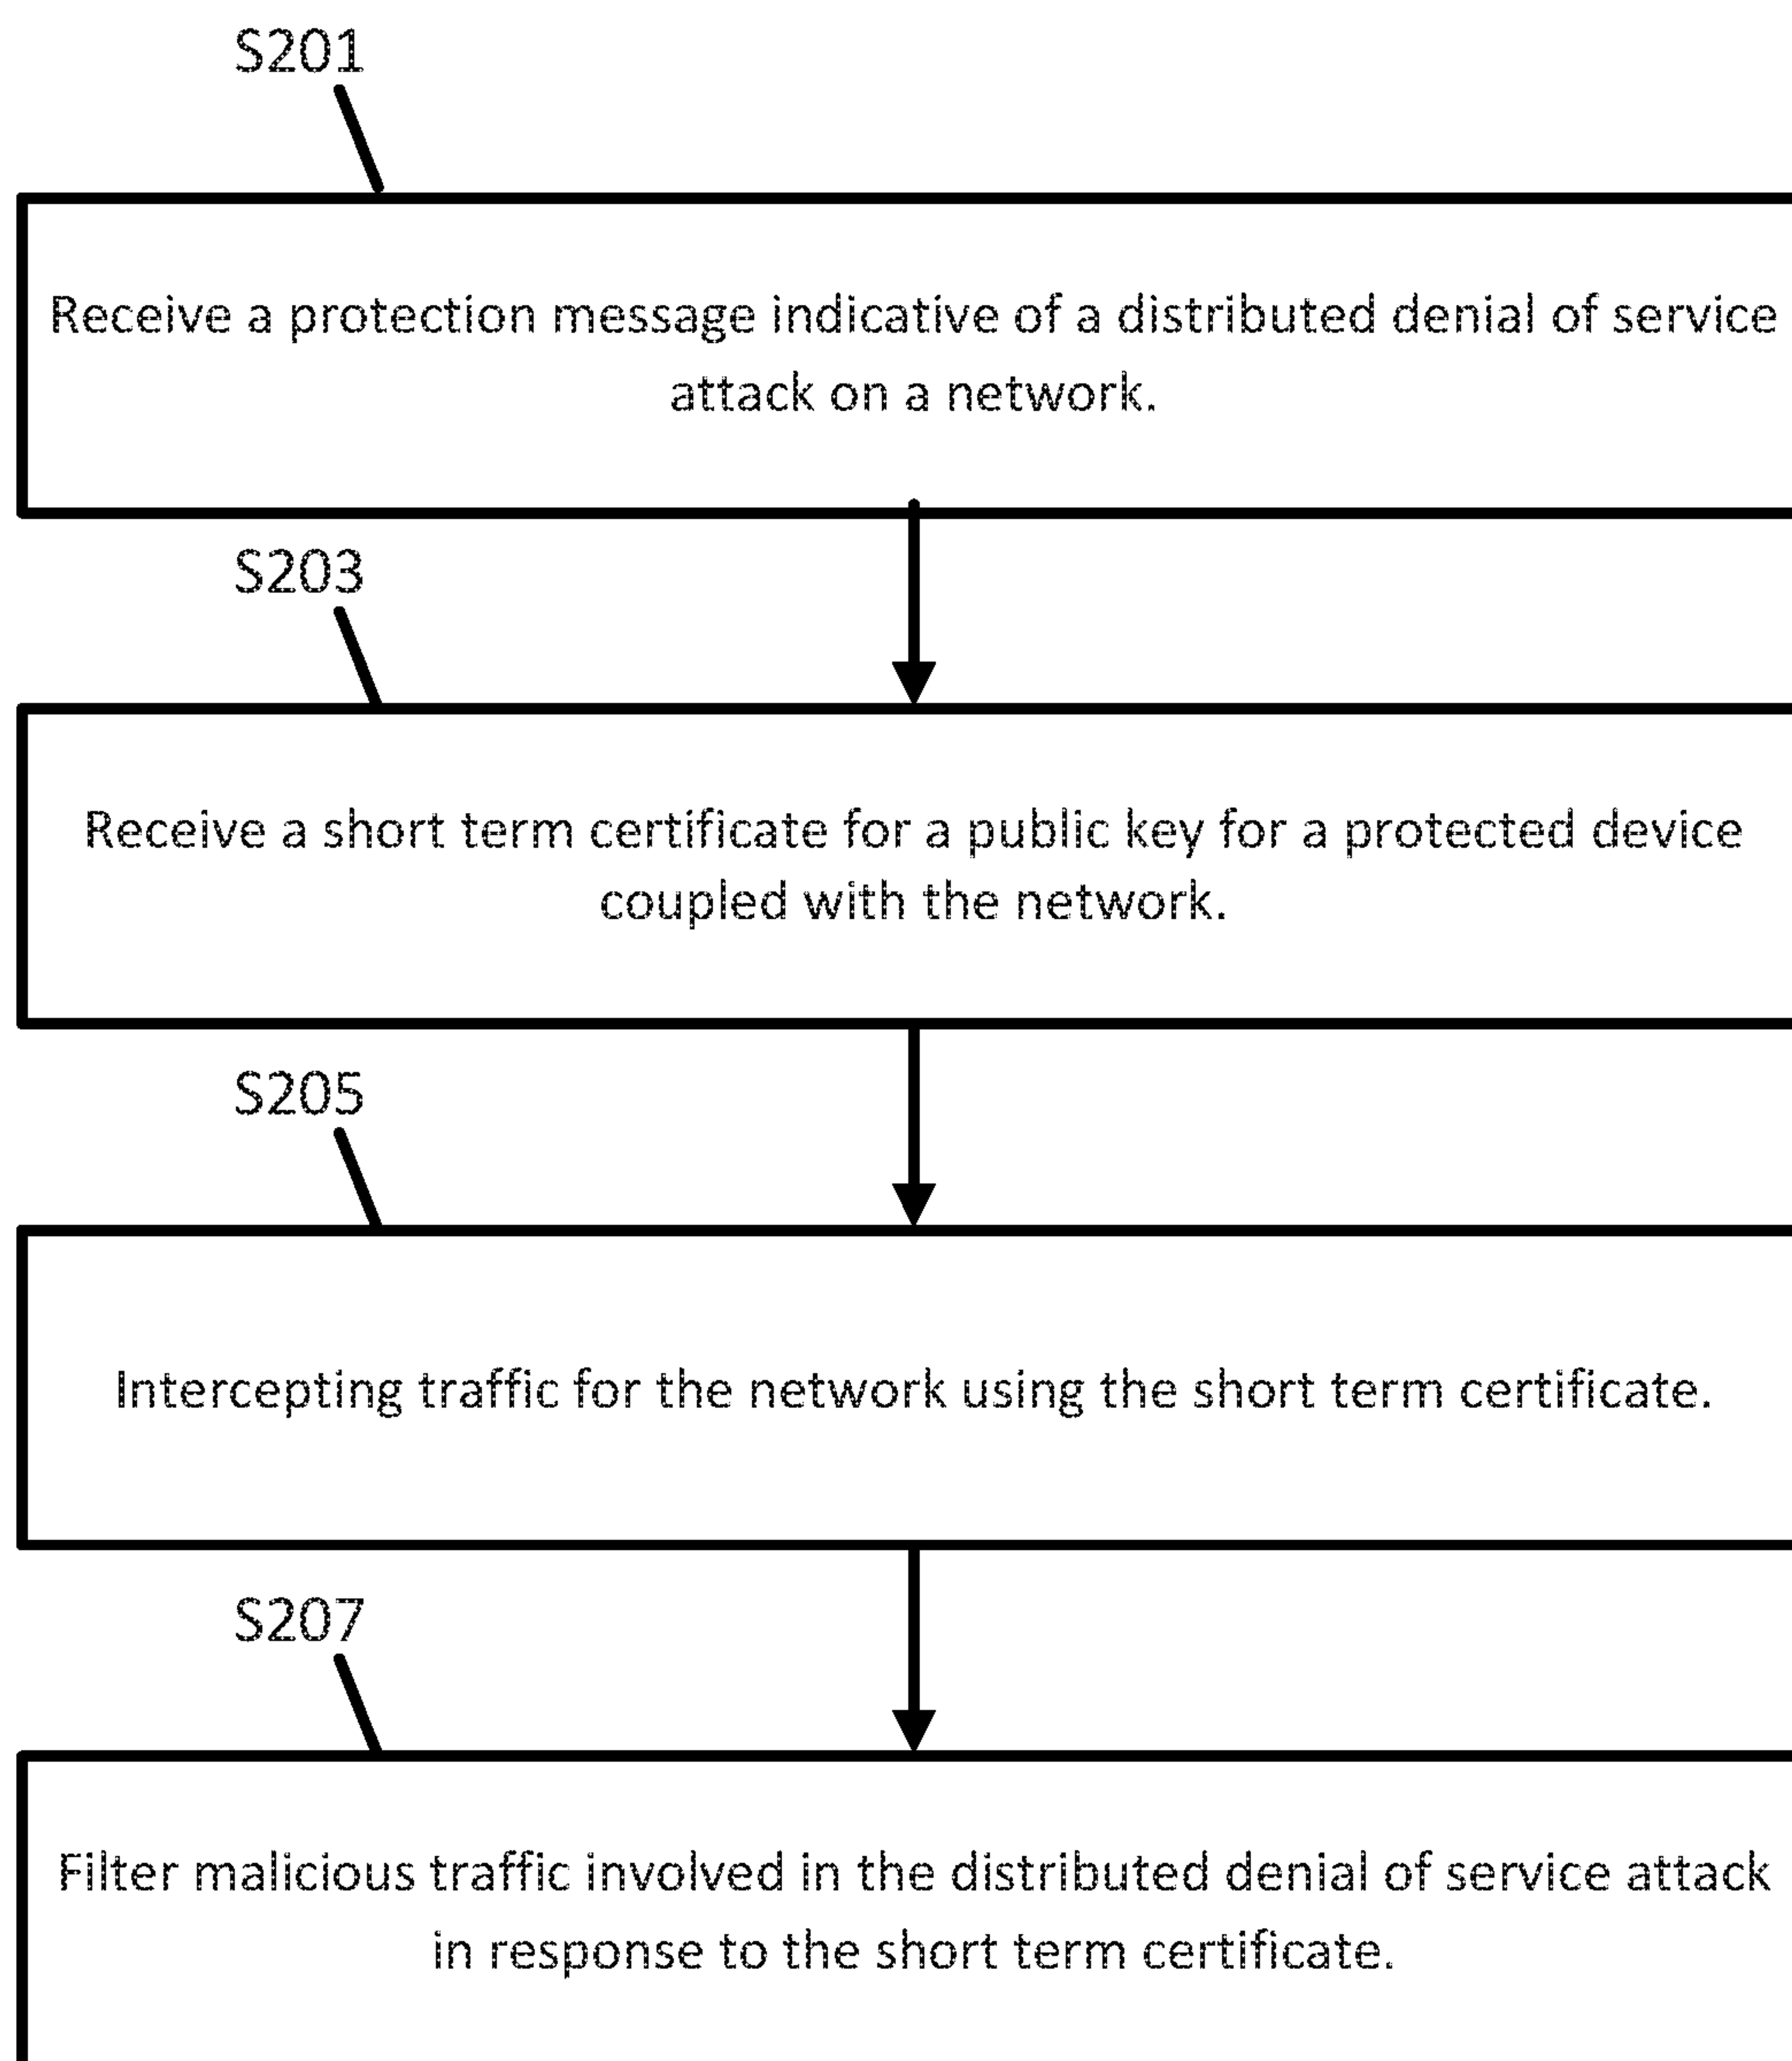 S201
Receive a protection message indicative of a distributed denial of service
attack on a network.
S203
Receive a short term certificate for a public key for a protected device
coupled with the network.
S205
Intercepting traffic for the network using the short term certificate.
S207
Filter malicious traffic involved in the distributed denial of service attack
in response to the short term certificate.